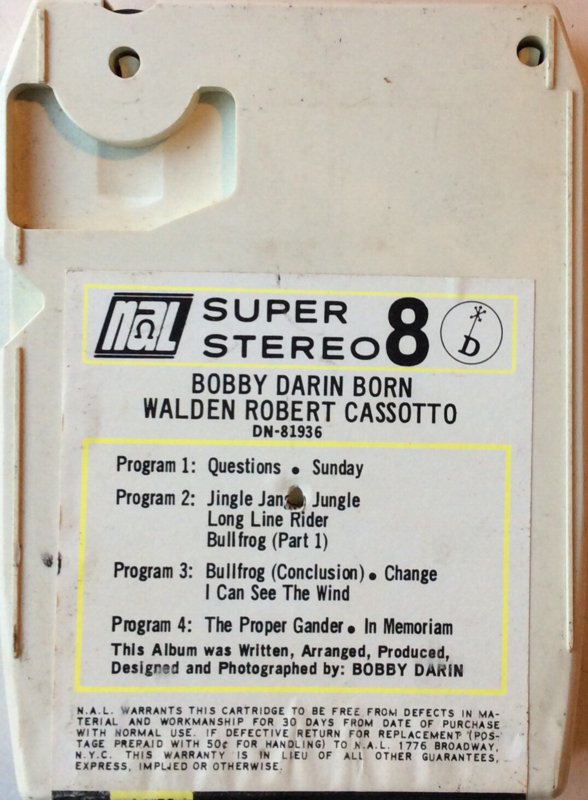 nal SUPER STEREO 8 D
BOBBY DARIN BORN
WALDEN ROBERT CASSOTTO
DN-81936
Program 1: Questions • Sunday
Program 2: Jingle Jangle Jungle
Long Line Rider
Bullfrog (Part 1)
Program 3: Bullfrog (Conclusion) • Change
I Can See The Wind
Program 4: The Proper Gander • In Memoriam
This Album was Written, Arranged, Produced,
Designed and Photographed by: BOBBY DARIN
N.A.L. WARRANTS THIS CARTRIDGE TO BE FREE FROM DEFECTS IN MA-
TERIAL AND WORKMANSHIP FOR 30 DAYS FROM DATE OF PURCHASE
WITH NORMAL USE. IF DEFECTIVE RETURN FOR REPLACEMENT (POS-
TAGE PREPAID WITH 50¢ FOR HANDLING) TO N.A.L. 1776 BROADWAY,
N.Y.C. THIS WARRANTY IS IN LIEU OF ALL OTHER GUARANTEES,
EXPRESS, IMPLIED OR OTHERWISE.